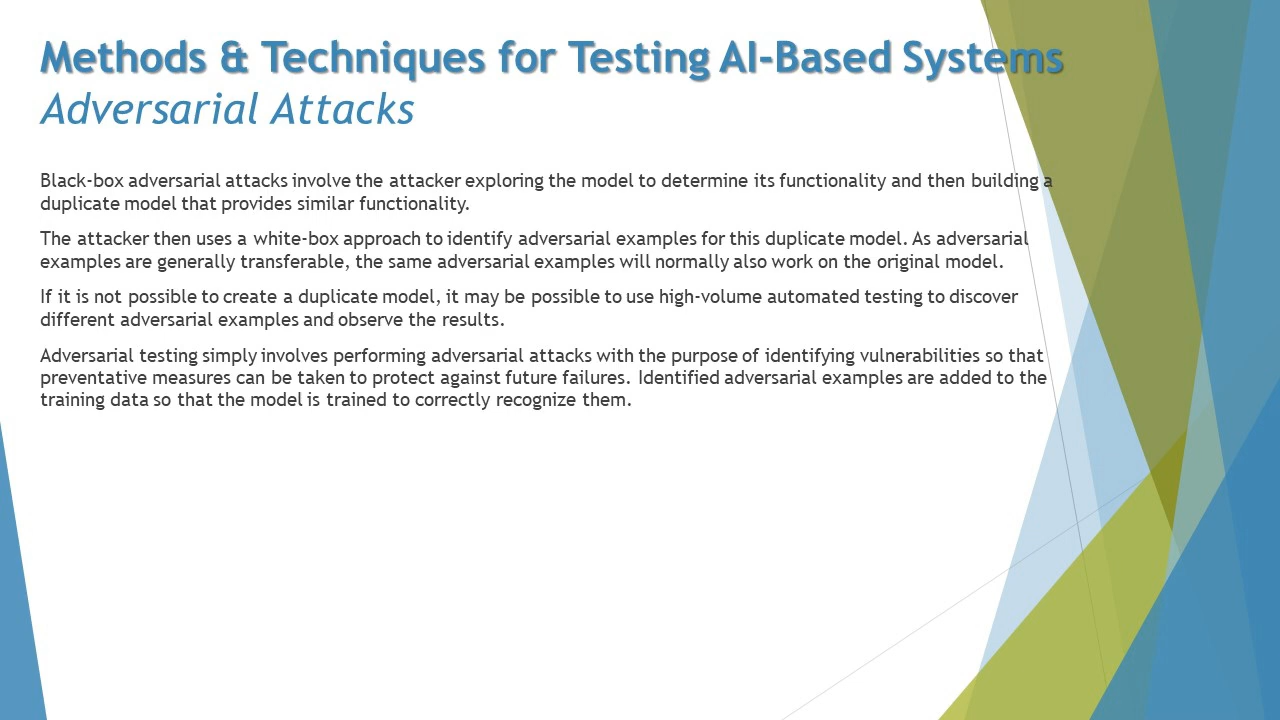 Methods & Techniques for Testing AI-Based Systems
Adversarial Attacks
Black-box adversarial attacks involve the attacker exploring the model to determine its functionality and then building a
duplicate model that provides similar functionality.
The attacker then uses a white-box approach to identify adversarial examples for this duplicate model. As adversarial
examples are generally transferable, the same adversarial examples will normally also work on the original model.
If it is not possible to create a duplicate model, it may be possible to use high-volume automated testing to discover
different adversarial examples and observe the results.
Adversarial testing simply involves performing adversarial attacks with the purpose of identifying vulnerabilities so that
preventative measures can be taken to protect against future failures. Identified adversarial examples are added to the
training data so that the model is trained to correctly recognize them.